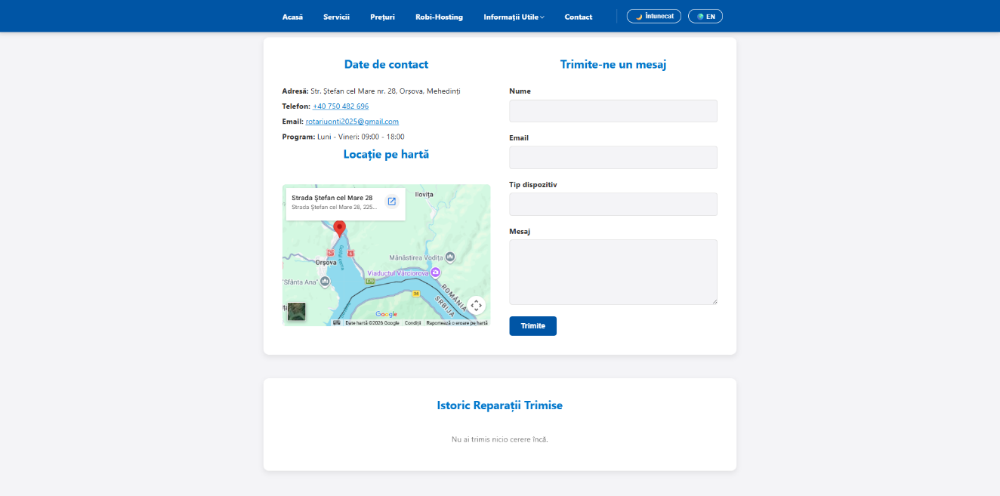 Acasă Servicii Prețuri Robi-Hosting Informații Utile Contact Întunecat EN
Date de contact
Adresă: Str. Ștefan cel Mare nr. 28, Orșova, Mehedinți
Telefon: +40 750 482 696
Email: rotariuonti2025@gmail.com
Program: Luni - Vineri: 09:00 - 18:00
Locație pe hartă
Strada Ștefan cel Mare 28
Strada Ștefan cel Mare 28, 225...
Ilovița
Orșova
Mănăstirea Vodița
Viaductul Vârciorova
"Sfânta Ana"
E70
6
34
ROMÂNIA
SRBIJA
Google
Date hartă ©2026 Google Condiții Raportează o eroare pe hartă
Trimite-ne un mesaj
Nume
Email
Tip dispozitiv
Mesaj
Trimite
Istoric Reparații Trimise
Nu ai trimis nicio cerere încă.